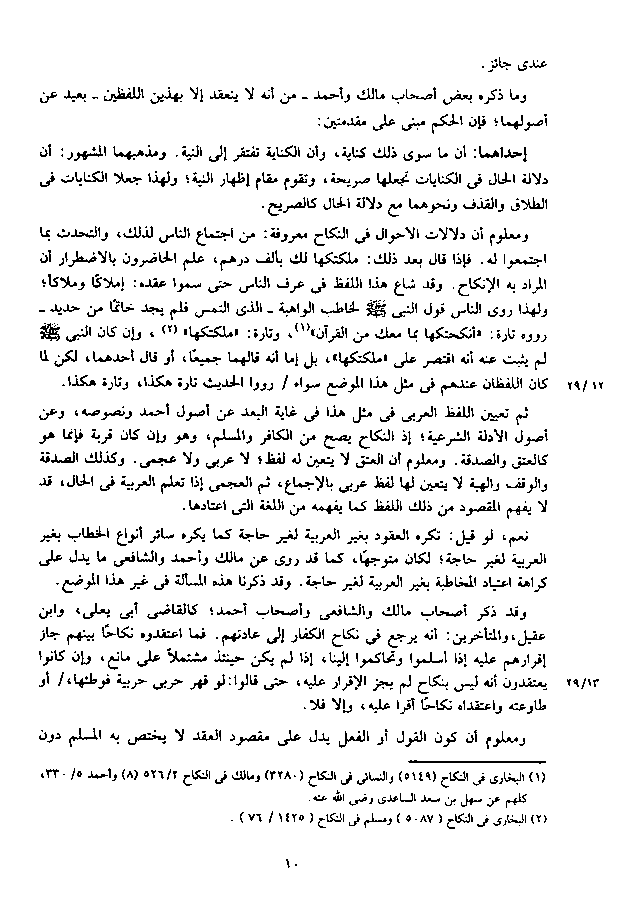 عندى جائز .
وما ذكره بعض أصحاب مالك وأحمد ـ من أنه لا ينعقد إلا بهذين اللفظين ـ بعيد عن
أصولهما؛ فإن الحكم مبنى على مقدمتين:
إحداهما: أن ما سوى ذلك كناية، وأن الكناية تفتقر إلى النية. ومذهبهما المشهور: أن
دلالة الحال فى الكنايات تجعلها صريحة، وتقوم مقام إظهار النية؛ ولهذا جعلا الكنايات فى
الطلاق والقذف ونحوهما مع دلالة الحال كالصريح.
ومعلوم أن دلالات الأحوال فى النكاح معروفة: من اجتماع الناس لذلك، والتحدث بما
اجتمعوا له. فإذا قال بعد ذلك: ملكتكها لك بألف درهم، علم الحاضرون بالاضطرار أن
المراد به الإنكاح. وقد شاع هذا اللفظ فى عرف الناس حتى سموا عقده: إملاكًا وملاكًا؛
ولهذا روى الناس قول النبى ﷺ لخاطب الواهبة ـ الذى التمس فلم يجد خاتمًا من حديد ـ
رووه تارة: «أنكحتكها بما معك من القرآن»(١)، وتارة: «ملكتكها» (٢) ، وإن كان النبى ﷺ
لم يثبت عنه أنه اقتصر على «ملكتكها»، بل إما أنه قالهما جميعًا، أو قال أحدهما، لكن لما
كان اللفظان عندهم فى مثل هذا الموضع سواء / رووا الحديث تارة هكذا، وتارة هكذا. ٢٩/١٢
ثم تعيين اللفظ العربى فى مثل هذا فى غاية البعد عن أصول أحمد ونصوصه، وعن
أصول الأدلة الشرعية؛ إذ النكاح يصح من الكافر والمسلم، وهو وإن كان قربة فإنما هو
كالعتق والصدقة. ومعلوم أن العتق لا يتعين له لفظ؛ لا عربى ولا عجمى. وكذلك الصدقة
والوقف والهبة لا يتعين لها لفظ عربى بالإجماع، ثم العجمى إذا تعلم العربية فى الحال، قد
لا يفهم المقصود من ذلك اللفظ كما يفهمه من اللغة التى اعتادها.
نعم، لو قيل: تكره العقود بغير العربية لغير حاجة كما يكره سائر أنواع الخطاب بغير
العربية لغير حاجة؛ لكان متوجهًا، كما قد روى عن مالك وأحمد والشافعى ما يدل على
كراهة اعتياد المخاطبة بغير العربية لغير حاجة. وقد ذكرنا هذه المسألة فى غير هذا الموضع.
وقد ذكر أصحاب مالك والشافعى وأصحاب أحمد؛ كالقاضى أبى يعلى، وابن
عقيل،والمتأخرين: أنه يرجع فى نكاح الكفار إلى عادتهم. فما اعتقدوه نكاحًا بينهم جاز
إقرارهم عليه إذا أسلموا وتحاكموا إلينا، إذا لم يكن حينئذ مشتملًا على مانع، وإن كانوا
يعتقدون أنه ليس بنكاح لم يجز الإقرار عليه، حتى قالوا:لو قهر حربى حربية فوطئها،/ أو ٢٩/١٣
طاوعته واعتقداه نكاحًا أقرا عليه، وإلا فلا.
ومعلوم أن كون القول أو الفعل يدل على مقصود العقد لا يختص به المسلم دون
(١) البخارى فى النكاح (٥١٤٩) والنسائى فى النكاح (٣٢٨٠) ومالك فى النكاح ٥٢٦/٢ (٨) وأحمد ٥ /٣٣٠،
كلهم عن سهل بن سعد الساعدى رضى الله عنه.
(٢) البخارى فى النكاح ( ٥٠٨٧ ) ومسلم فى النكاح ( ١٤٢٥ / ٧٦ ) .
١٠